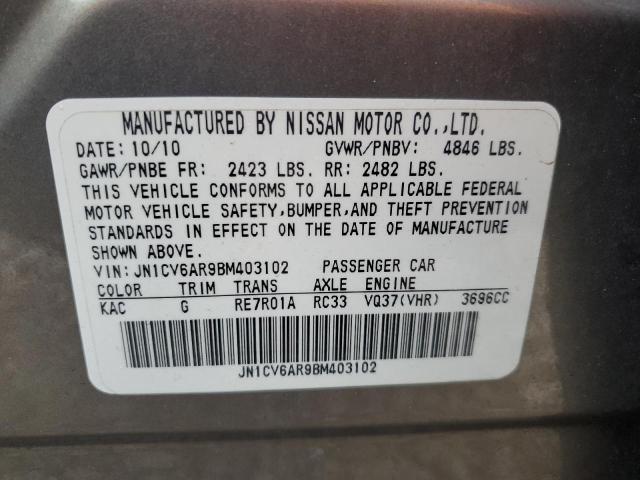 MANUFACTURED BY NISSAN MOTOR CO.,LTD.
DATE: 10/10 GVWR/PNBV: 4846 LBS.
GAWR/PNBE FR: 2423 LBS. RR: 2482 LBS.
THIS VEHICLE CONFORMS TO ALL APPLICABLE FEDERAL
MOTOR VEHICLE SAFETY,BUMPER,AND THEFT PREVENTION
STANDARDS IN EFFECT ON THE DATE OF MANUFACTURE
SHOWN ABOVE.
VIN: JN1CV6AR9BM403102 PASSENGER CAR
COLOR TRIM TRANS AXLE ENGINE
KAC G RE7R01A RC33 VQ37(VHR) 3696CC
JN1CV6AR9BM403102